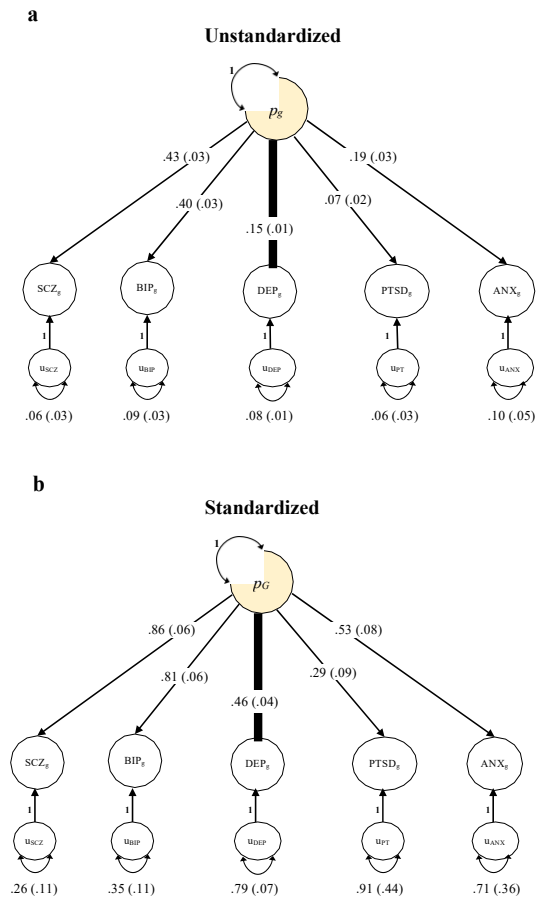 a
Unstandardized
1
pg
.43 (.03)
.19 (.03)
.40 (.03)
.07 (.02)
.15 (.01)
SCZg
BIPg
DEPg
PTSDg
ANXg
1 1 1 1 1
uSCZ
uBIP
uDEP
uPT
uANX
.06 (.03)
.09 (.03)
.08 (.01)
.06 (.03)
.10 (.05)
b
Standardized
1
pG
.86 (.06)
.53 (.08)
.81 (.06)
.29 (.09)
.46 (.04)
SCZg
BIPg
DEPg
PTSDg
ANXg
1 1 1 1 1
uSCZ
uBIP
uDEP
uPT
uANX
.26 (.11)
.35 (.11)
.79 (.07)
.91 (.44)
.71 (.36)